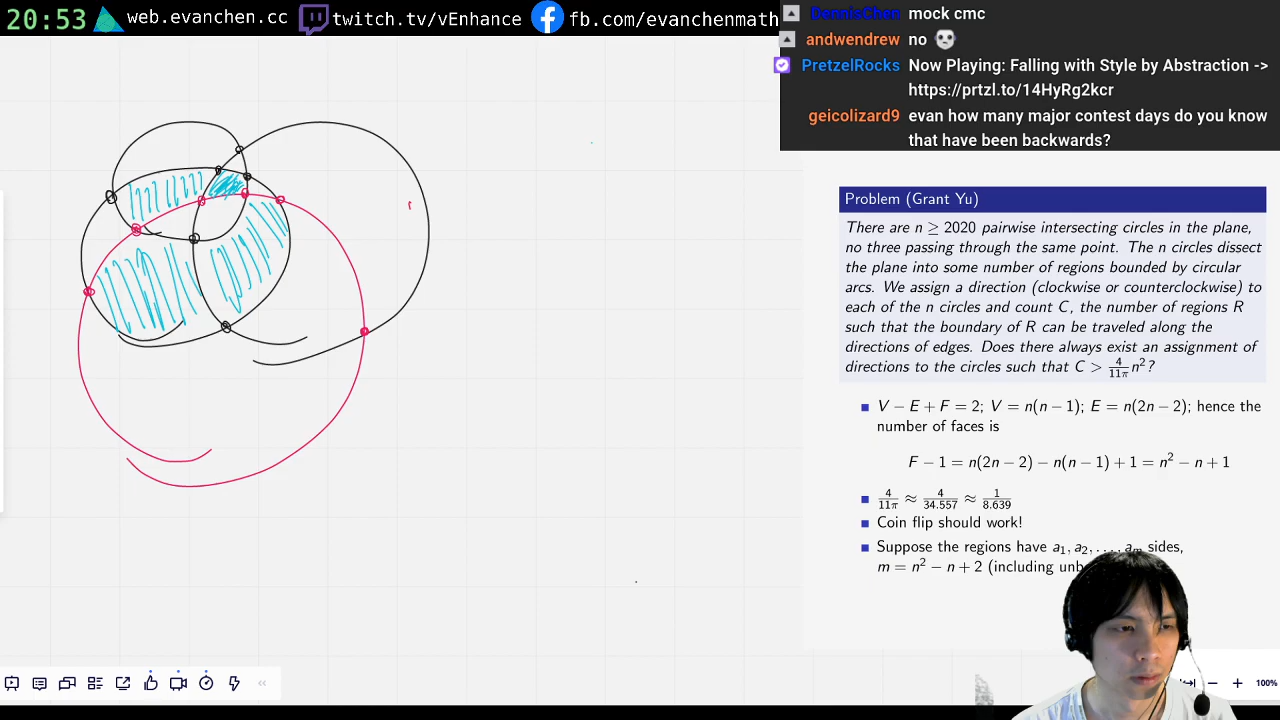 20:53 web.evanchen.cc twitch.tv/vEnhance fb.com/evanchenmath
DennisChen mock cmc
andwendrew no
PretzelRocks Now Playing: Falling with Style by Abstraction ->
https://prtzl.to/14HyRg2kcr
geicolizard9 evan how many major contest days do you know
that have been backwards?
Problem (Grant Yu)
There are n ≥ 2020 pairwise intersecting circles in the plane,
no three passing through the same point. The n circles dissect
the plane into some number of regions bounded by circular
arcs. We assign a direction (clockwise or counterclockwise) to
each of the n circles and count C, the number of regions R
such that the boundary of R can be traveled along the
directions of edges. Does there always exist an assignment of
directions to the circles such that C > 4/11π n²?
V − E + F = 2; V = n(n − 1); E = n(2n − 2); hence the
number of faces is
F − 1 = n(2n − 2) − n(n − 1) + 1 = n² − n + 1
4/11π ≈ 4/34.557 ≈ 1/8.639
Coin flip should work!
Suppose the regions have a₁, a₂, . . . , aₘ sides,
m = n² − n + 2 (including
100%